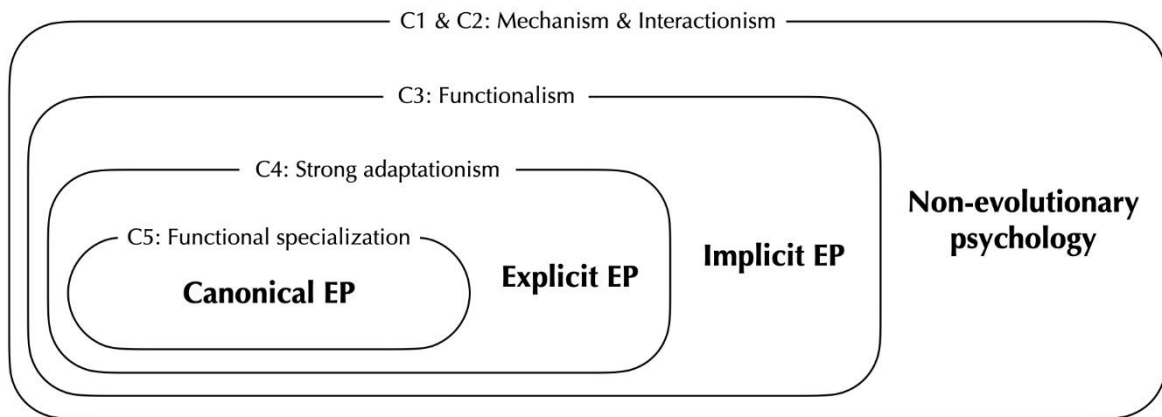 C1 & C2: Mechanism & Interactionism
C3: Functionalism
C4: Strong adaptationism
C5: Functional specialization
Canonical EP
Explicit EP
Implicit EP
Non-evolutionary
psychology